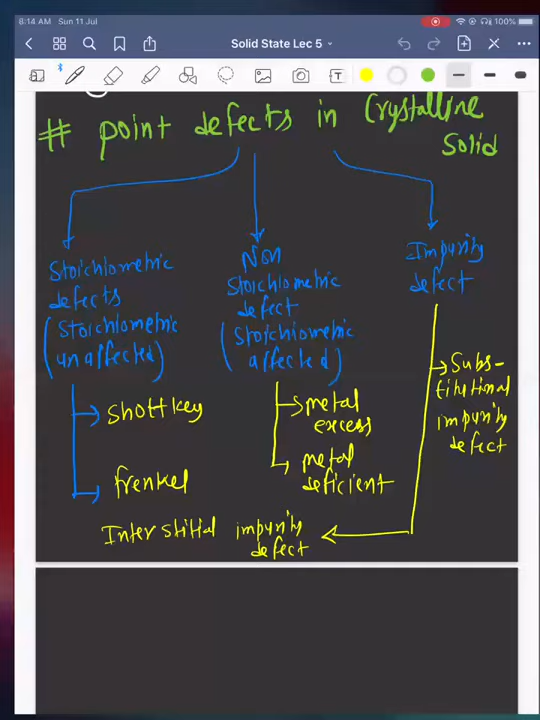 8:14 AM Sun 11 Jul
100%
Solid State Lec 5
# point defects in Crystalline
Solid
Stoichiometric
defects
(Stoichiometric
unaffected)
Shottkey
frenkel
Non
Stoichiometric
defect
(Stoichiometric
affected)
metal
excess
metal
deficient
Impurity
defect
Subs-
titutional
impurity
defect
Interstitial impurity
defect